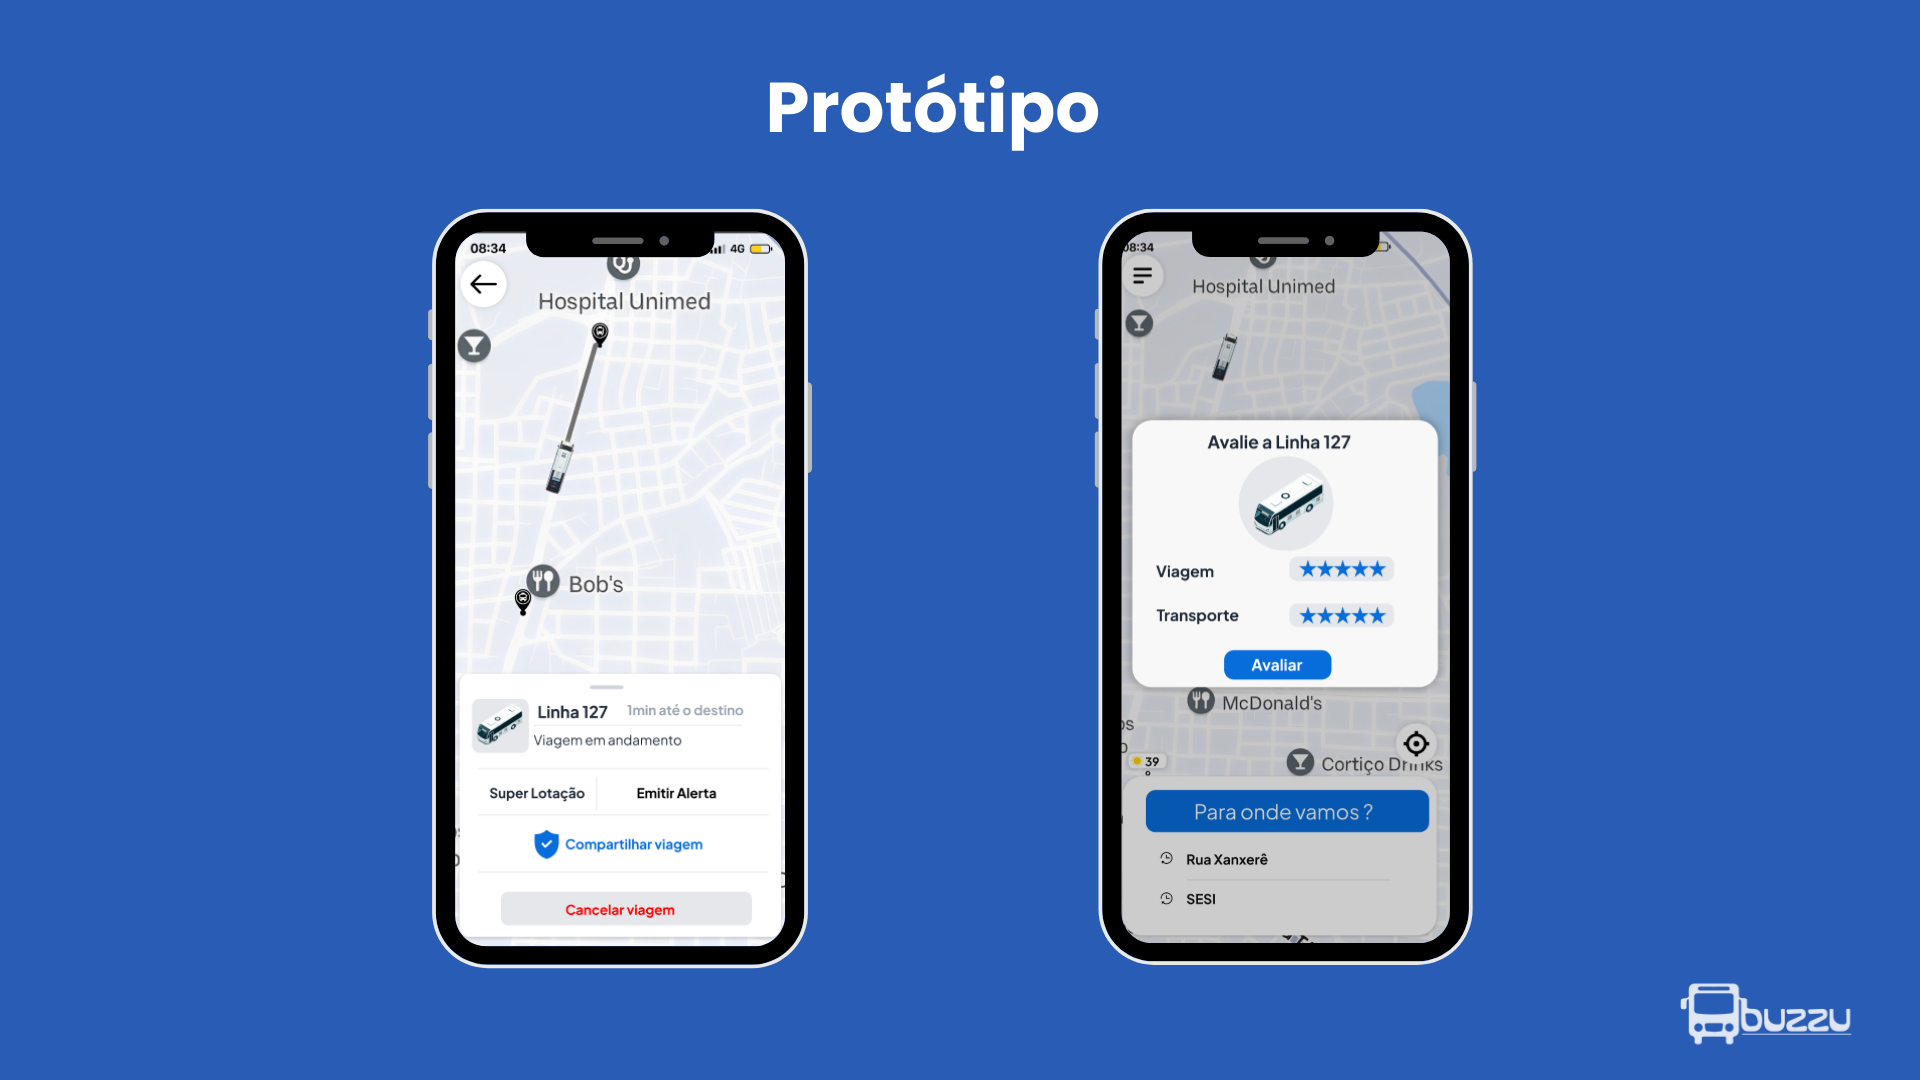 Protótipo
08:34
4G
Hospital Unimed
Bob's
Linha 127
1min até o destino
Viagem em andamento
Super Lotação
Emitir Alerta
Compartilhar viagem
Cancelar viagem
08:34
Hospital Unimed
Avalie a Linha 127
Viagem
Transporte
Avaliar
McDonald's
39
Cortiço Drinks
Para onde vamos ?
Rua Xanxerê
SESI
buzzu